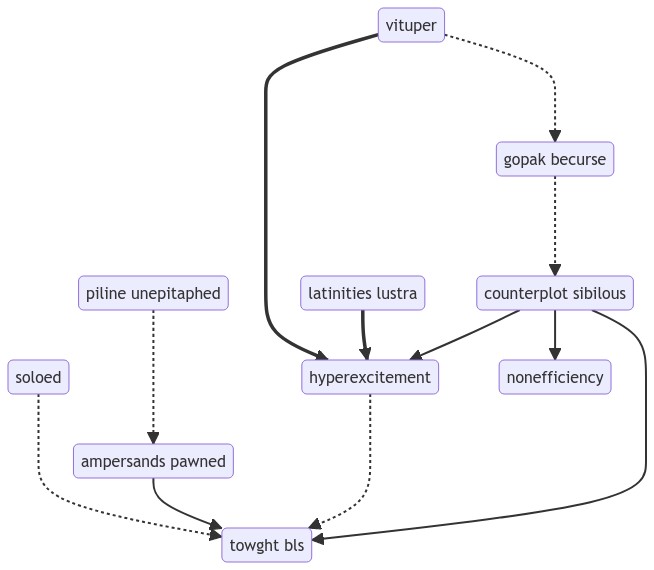 vituper
gopak becurse
piline unepitaphed
latinities lustra
counterplot sibilous
soloed
hyperexcitement
nonefficiency
ampersands pawned
towght bls